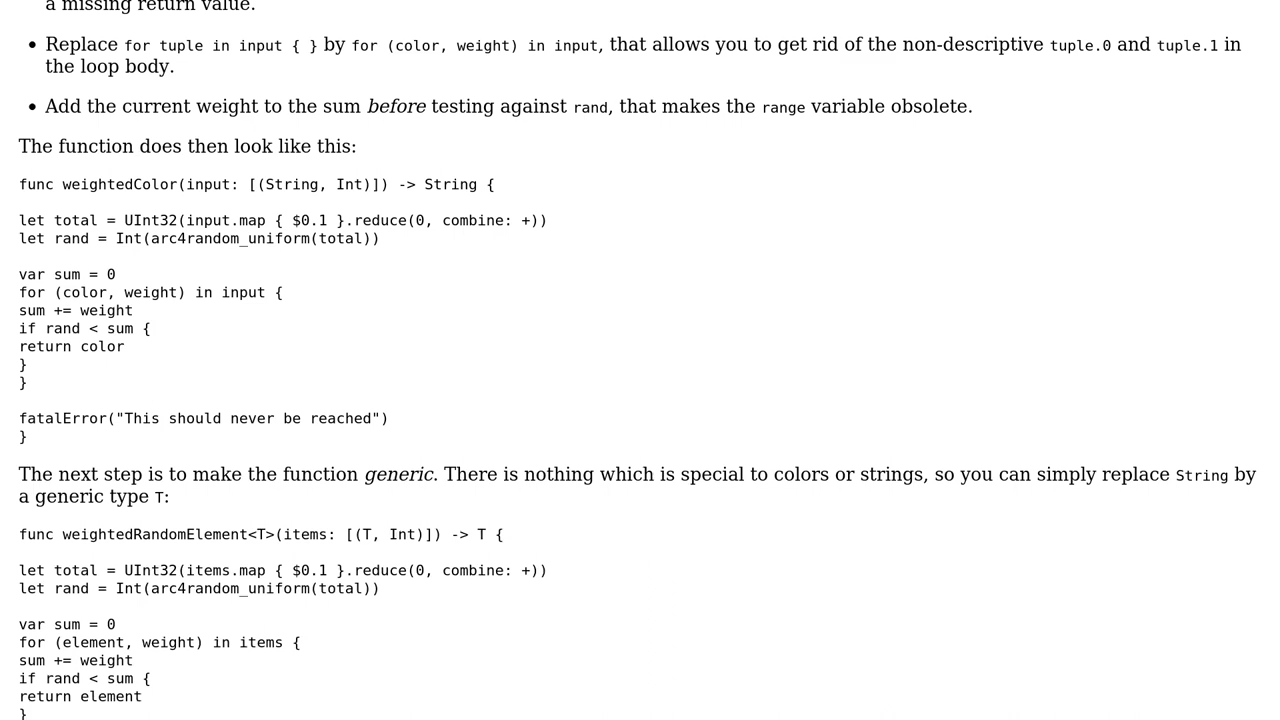 a missing return value.
• Replace for tuple in input { } by for (color, weight) in input, that allows you to get rid of the non-descriptive tuple.0 and tuple.1 in
the loop body.
• Add the current weight to the sum before testing against rand, that makes the range variable obsolete.
The function does then look like this:
func weightedColor(input: [(String, Int)]) -> String {
let total = UInt32(input.map { $0.1 }.reduce(0, combine: +))
let rand = Int(arc4random_uniform(total))
var sum = 0
for (color, weight) in input {
sum += weight
if rand < sum {
return color
}
}
fatalError("This should never be reached")
}
The next step is to make the function generic. There is nothing which is special to colors or strings, so you can simply replace String by
a generic type T:
func weightedRandomElement<T>(items: [(T, Int)]) -> T {
let total = UInt32(items.map { $0.1 }.reduce(0, combine: +))
let rand = Int(arc4random_uniform(total))
var sum = 0
for (element, weight) in items {
sum += weight
if rand < sum {
return element
}